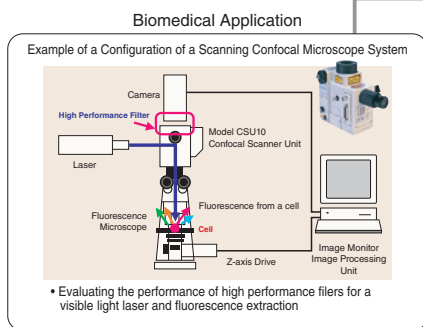 Biomedical Application
Example of a Configuration of a Scanning Confocal Microscope System
Camera
High Performance Filter
Model CSU10
Confocal Scanner Unit
Laser
Fluorescence
Microscope
Fluorescence from a cell
Cell
Z-axis Drive
Image Monitor
Image Processing
Unit
• Evaluating the performance of high performance filers for a
visible light laser and fluorescence extraction